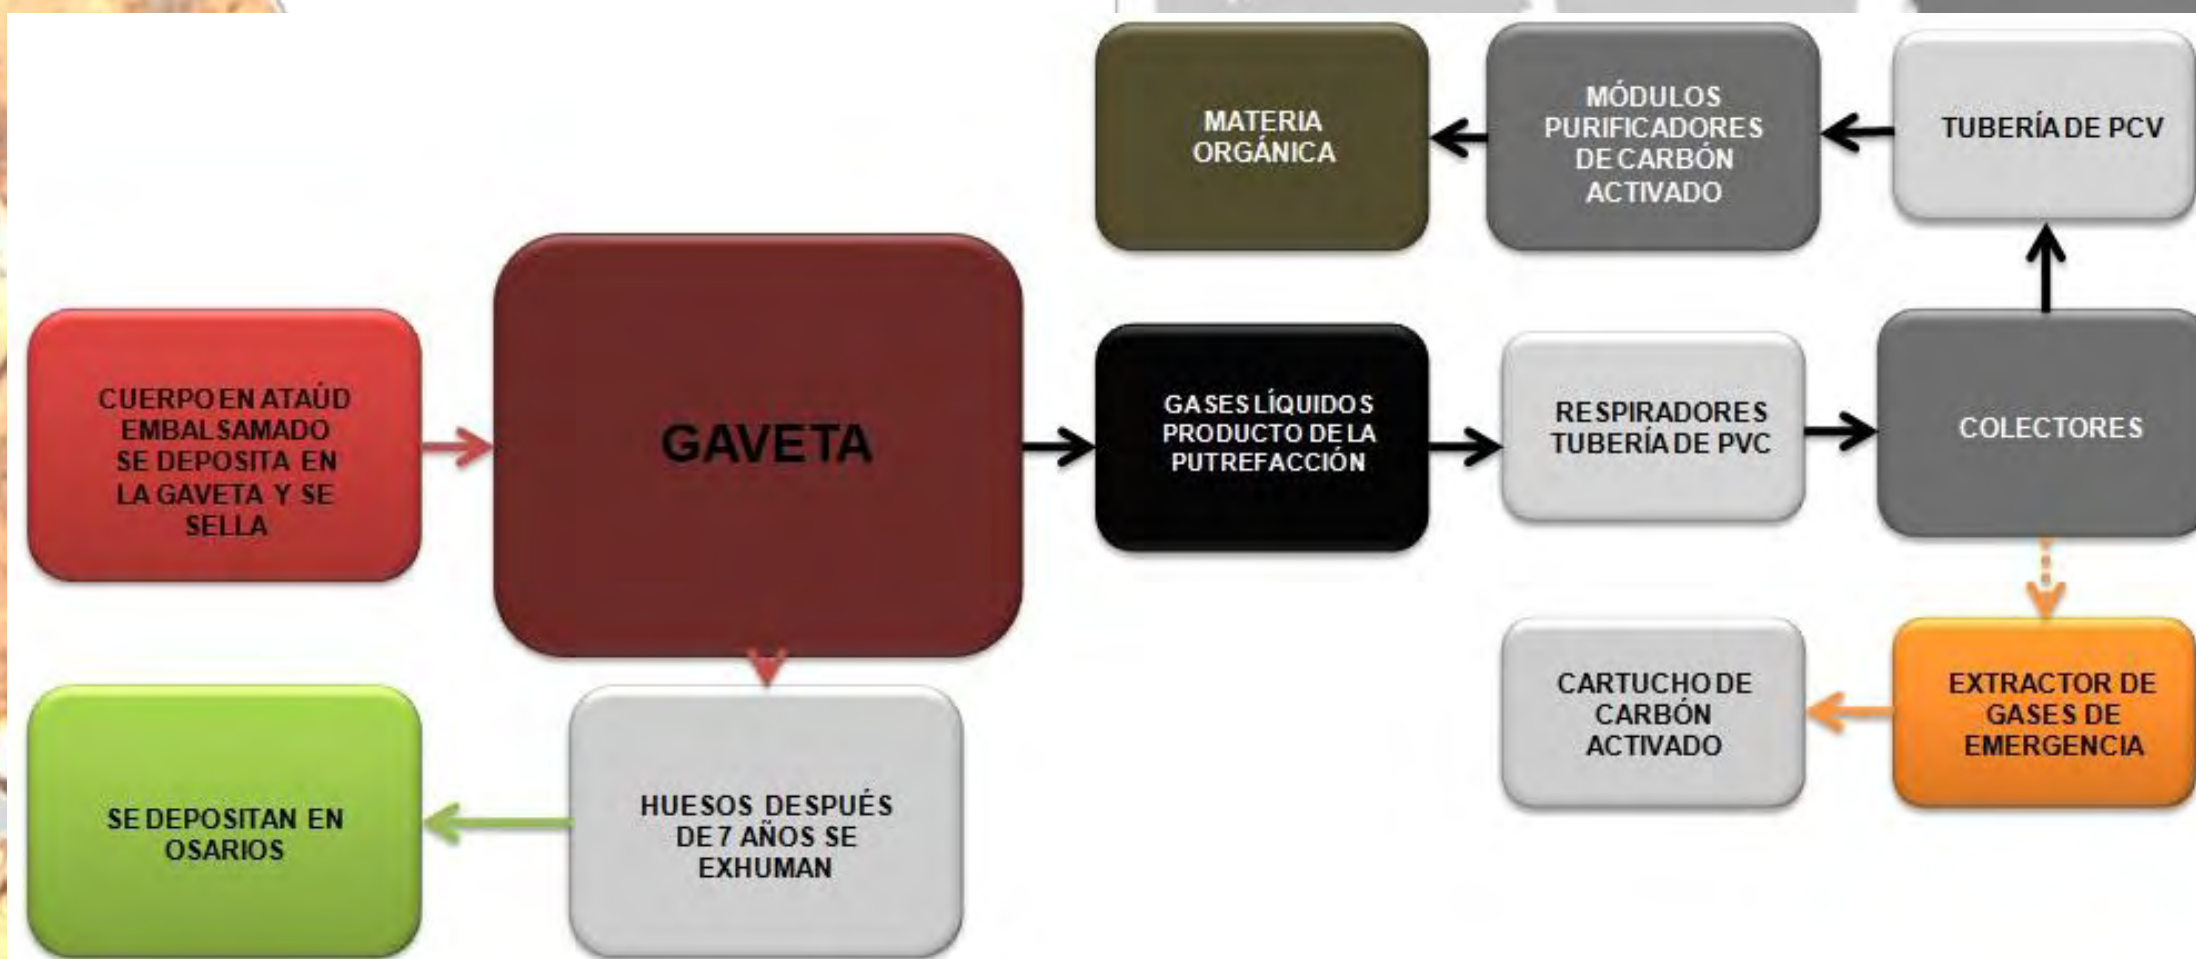 CUERPO EN ATAÚD
EMBALSAMADO
SE DEPOSITA EN
LA GAVETA Y SE
SELLA
GAVETA
GASES LÍQUIDOS
PRODUCTO DE LA
PUTREFACCIÓN
RESPIRADORES
TUBERÍA DE PVC
COLECTORES
TUBERÍA DE PCV
MÓDULOS
PURIFICADORES
DE CARBÓN
ACTIVADO
MATERIA
ORGÁNICA
EXTRACTOR DE
GASES DE
EMERGENCIA
CARTUCHO DE
CARBÓN
ACTIVADO
HUESOS DESPUÉS
DE 7 AÑOS SE
EXHUMAN
SE DEPOSITAN EN
OSARIOS